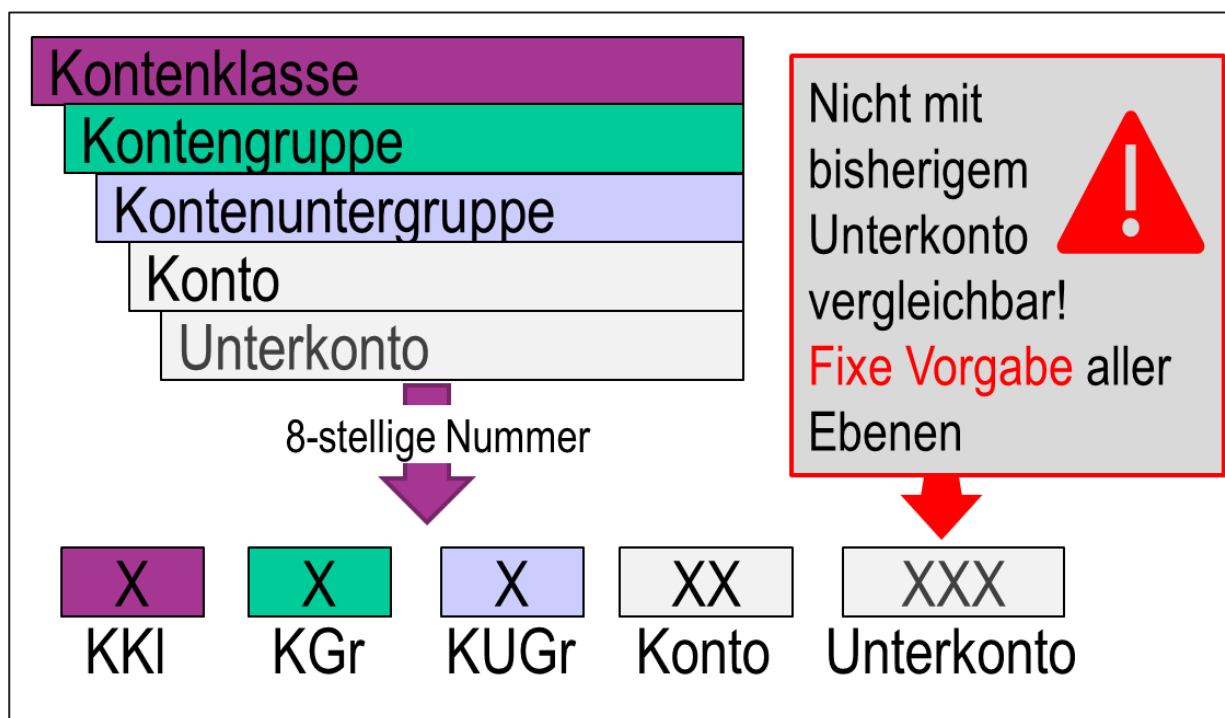 Kontenklasse
Kontengruppe
Kontenuntergruppe
Konto
Unterkonto
8-stellige Nummer
Nicht mit
bisherigem
Unterkonto
vergleichbar!
Fixe Vorgabe aller
Ebenen
X
X
X
XX
XXX
KKl
KGr
KUGr
Konto
Unterkonto